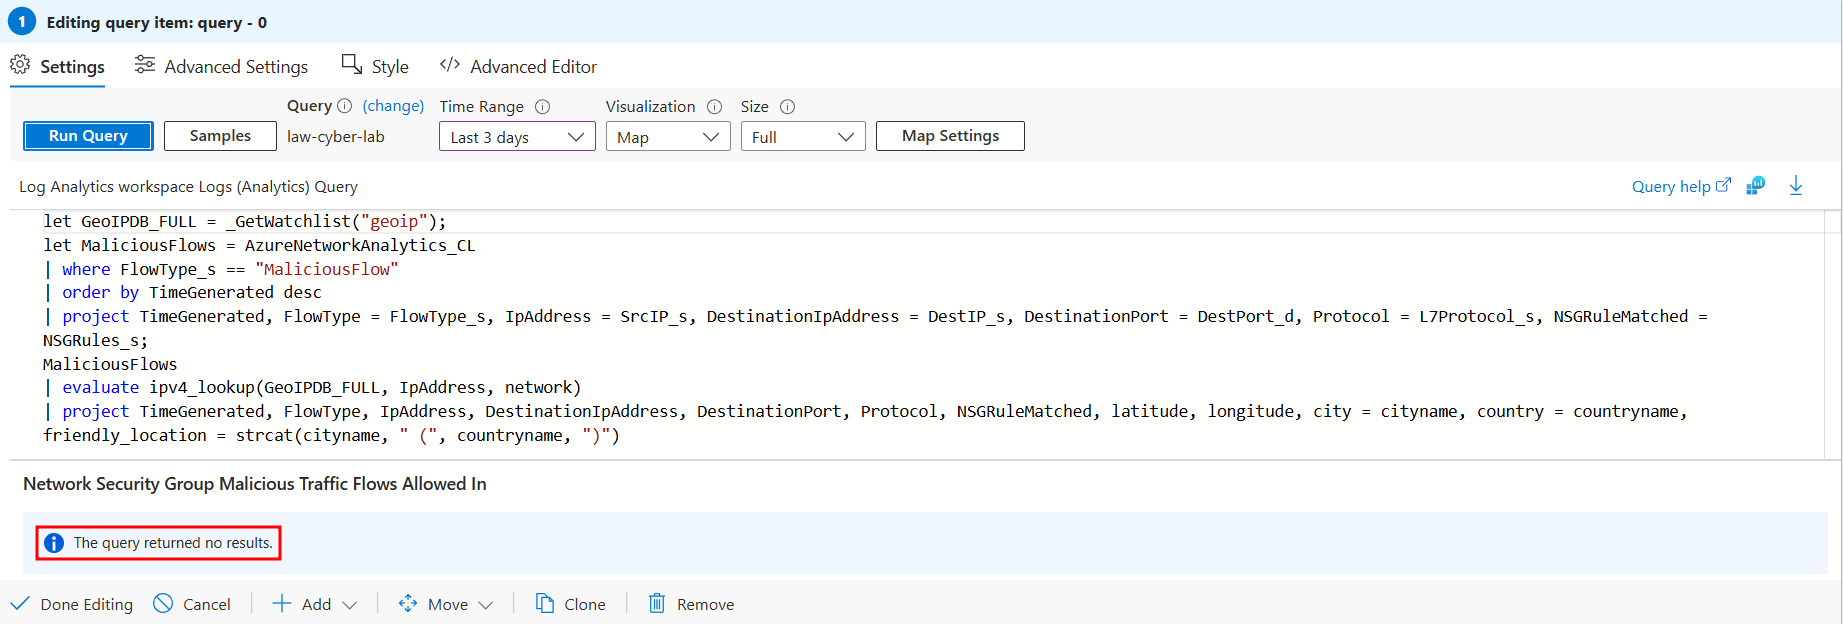 1 Editing query item: query - 0
Settings Advanced Settings Style </> Advanced Editor
Query (change) Time Range Visualization Size
Run Query Samples law-cyber-lab Last 3 days Map Full Map Settings
Log Analytics workspace Logs (Analytics) Query Query help
let GeoIPDB_FULL = _GetWatchlist("geoip");
let MaliciousFlows = AzureNetworkAnalytics_CL
| where FlowType_s == "MaliciousFlow"
| order by TimeGenerated desc
| project TimeGenerated, FlowType = FlowType_s, IpAddress = SrcIP_s, DestinationIpAddress = DestIP_s, DestinationPort = DestPort_d, Protocol = L7Protocol_s, NSGRuleMatched =
NSGRules_s;
MaliciousFlows
| evaluate ipv4_lookup(GeoIPDB_FULL, IpAddress, network)
| project TimeGenerated, FlowType, IpAddress, DestinationIpAddress, DestinationPort, Protocol, NSGRuleMatched, latitude, longitude, city = cityname, country = countryname,
friendly_location = strcat(cityname, " (", countryname, ")")
Network Security Group Malicious Traffic Flows Allowed In
The query returned no results.
Done Editing Cancel Add Move Clone Remove